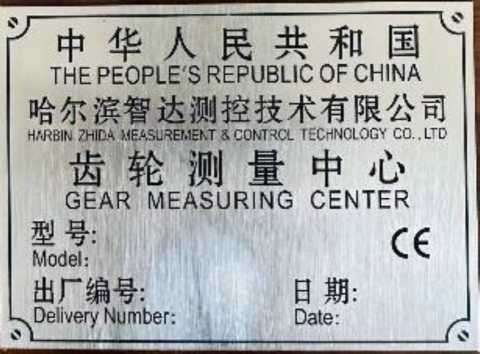 中华人民共和国
THE PEOPLE'S REPUBLIC OF CHINA
哈尔滨智达测控技术有限公司
HARBIN ZHIDA MEASUREMENT & CONTROL TECHNOLOGY CO., LTD
齿轮测量中心
GEAR MEASURING CENTER
型号:
Model:
CE
出厂编号: 日期:
Delivery Number: Date: